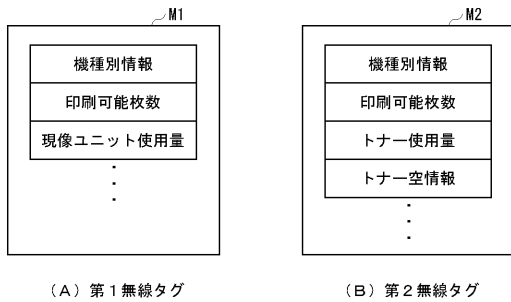 M1
機種別情報
印刷可能枚数
現像ユニット使用量
(A)第1無線タグ
M2
機種別情報
印刷可能枚数
トナー使用量
トナー空情報
(B)第2無線タグ